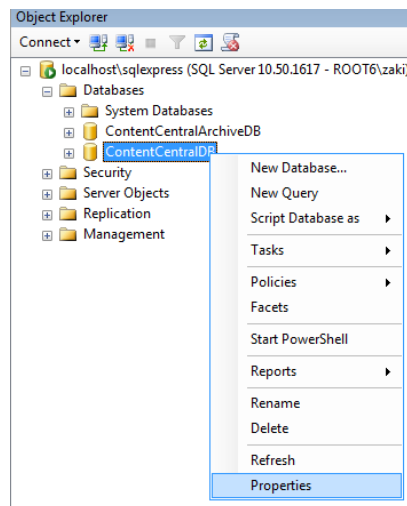 Object Explorer
Connect
localhost\sqlexpress (SQL Server 10.50.1617 - ROOT6\zaki)
Databases
System Databases
ContentCentralArchiveDB
ContentCentralDB
Security
Server Objects
Replication
Management
New Database...
New Query
Script Database as
Tasks
Policies
Facets
Start PowerShell
Reports
Rename
Delete
Refresh
Properties